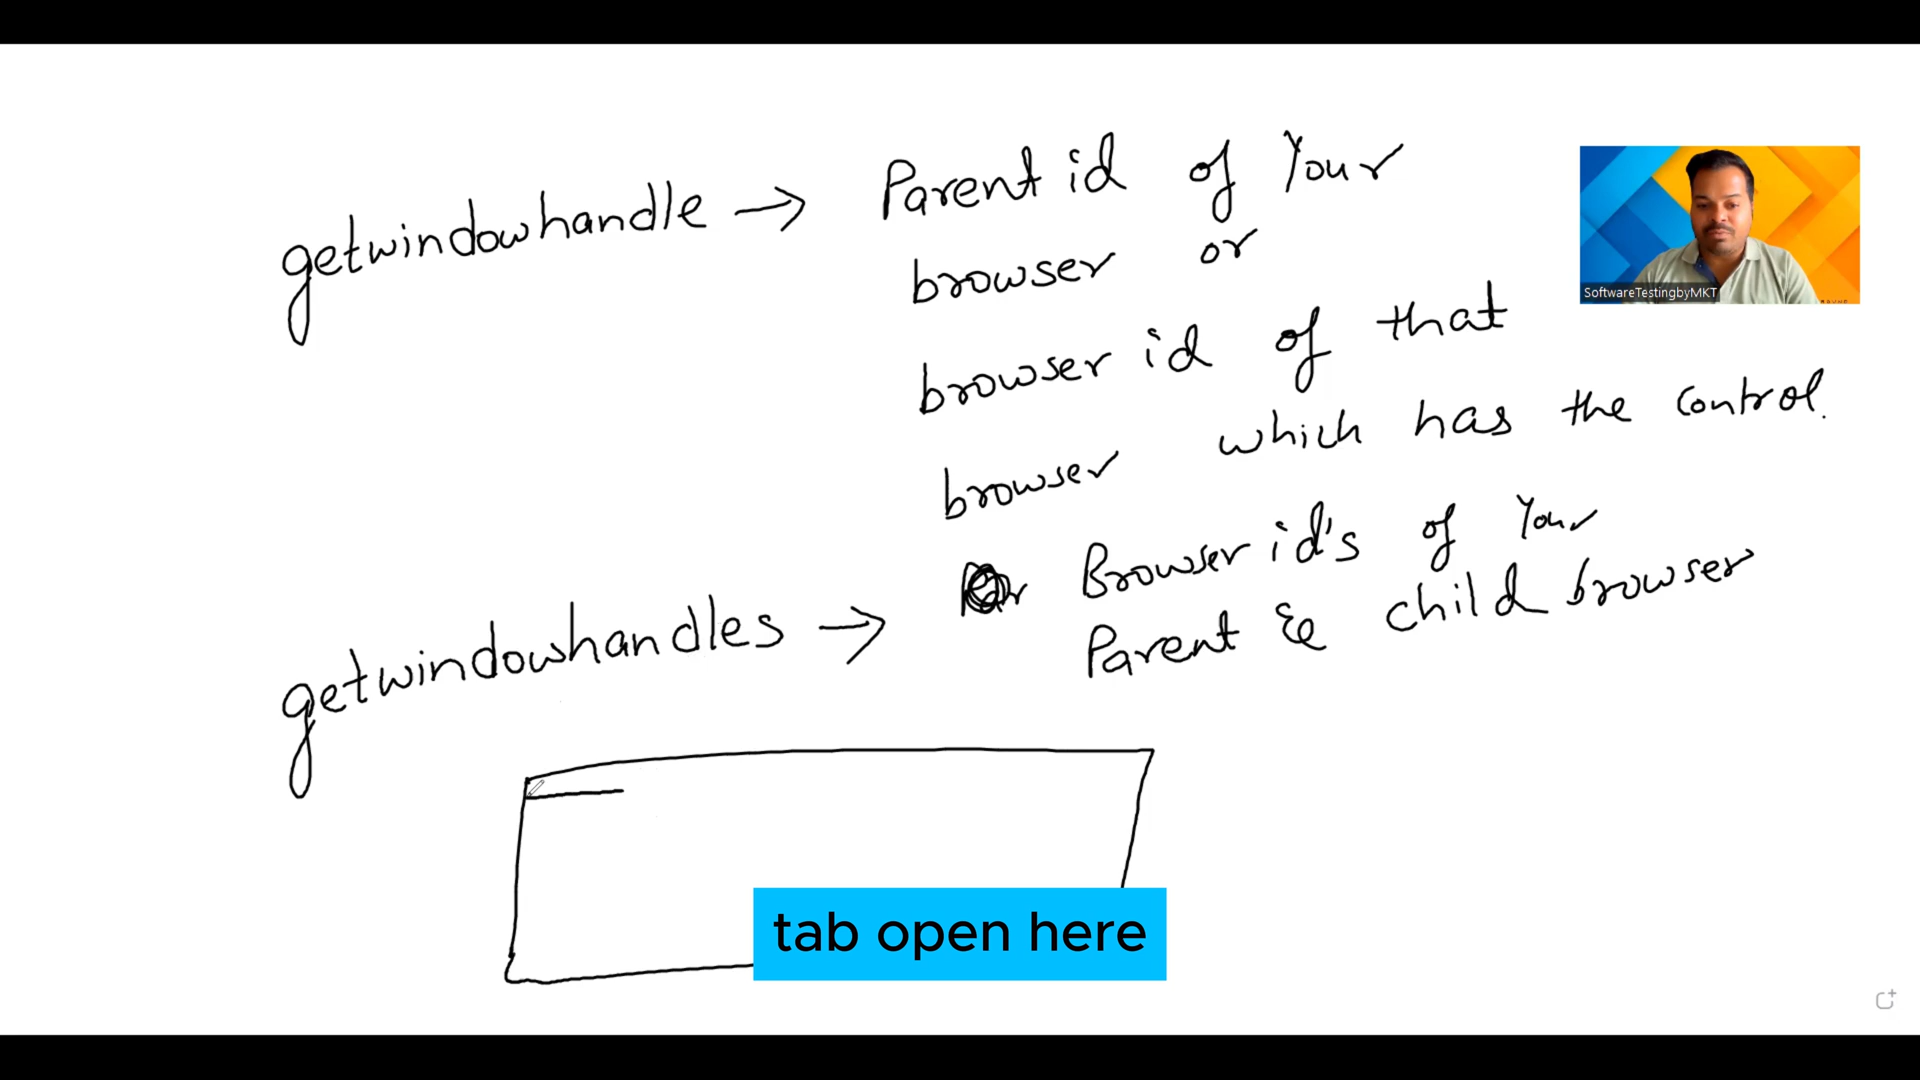 getwindowhandle → Parent id of Your
browser or
browser id of that
browser which has the control.
getwindowhandles → Browser id's of Your
Parent & child browser
SoftwareTestingbyMKT
tab open here